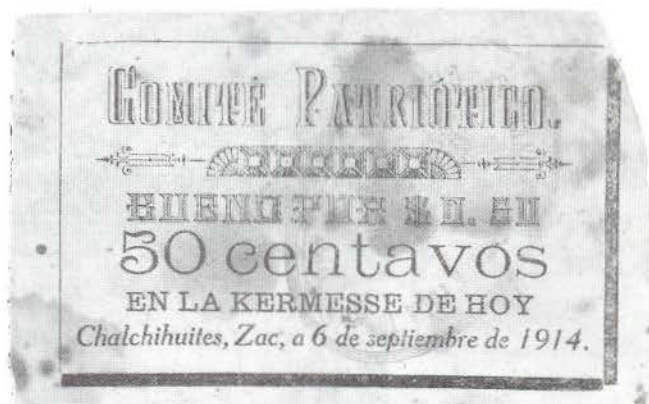 COMITÉ PATRIÓTICO.
BUENO POR $ 0.50
50 centavos
EN LA KERMESSE DE HOY
Chalchihuites, Zac, a 6 de septiembre de 1914.